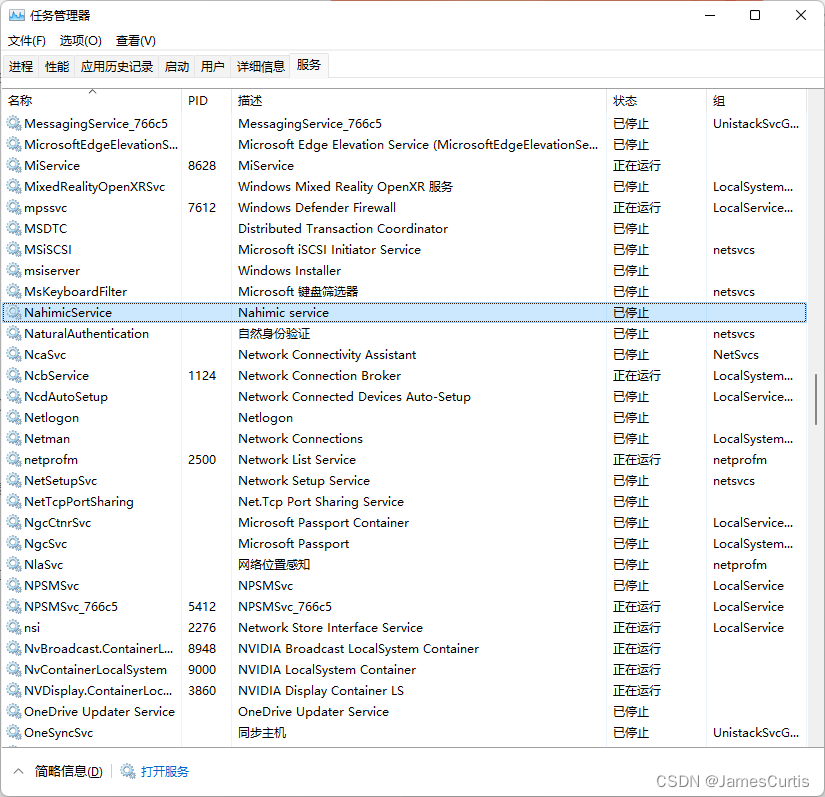 任务管理器
文件(F) 选项(O) 查看(V)
进程 性能 应用历史记录 启动 用户 详细信息 服务
名称 PID 描述 状态 组
MessagingService_766c5 MessagingService_766c5 已停止 UnistackSvcG...
MicrosoftEdgeElevationS... Microsoft Edge Elevation Service (MicrosoftEdgeElevationSe... 已停止
MiService 8628 MiService 正在运行
MixedRealityOpenXRSvc Windows Mixed Reality OpenXR 服务 已停止 LocalSystem...
mpssvc 7612 Windows Defender Firewall 正在运行 LocalService...
MSDTC Distributed Transaction Coordinator 已停止
MSiSCSI Microsoft iSCSI Initiator Service 已停止 netsvcs
msiserver Windows Installer 已停止
MsKeyboardFilter Microsoft 键盘筛选器 已停止 netsvcs
NahimicService Nahimic service 已停止
NaturalAuthentication 自然身份验证 已停止 netsvcs
NcaSvc Network Connectivity Assistant 已停止 NetSvcs
NcbService 1124 Network Connection Broker 正在运行 LocalSystem...
NcdAutoSetup Network Connected Devices Auto-Setup 已停止 LocalService...
Netlogon Netlogon 已停止
Netman Network Connections 已停止 LocalSystem...
netprofm 2500 Network List Service 正在运行 netprofm
NetSetupSvc Network Setup Service 已停止 netsvcs
NetTcpPortSharing Net.Tcp Port Sharing Service 已停止
NgcCtnrSvc Microsoft Passport Container 已停止 LocalService...
NgcSvc Microsoft Passport 已停止 LocalSystem...
NlaSvc 网络位置感知 已停止 netprofm
NPSMSvc NPSMSvc 已停止 LocalService
NPSMSvc_766c5 5412 NPSMSvc_766c5 正在运行 LocalService
nsi 2276 Network Store Interface Service 正在运行 LocalService
NvBroadcast.ContainerL... 8948 NVIDIA Broadcast LocalSystem Container 正在运行
NvContainerLocalSystem 9000 NVIDIA LocalSystem Container 正在运行
NVDisplay.ContainerLoc... 3860 NVIDIA Display Container LS 正在运行
OneDrive Updater Service OneDrive Updater Service 已停止
OneSyncSvc 同步主机 已停止 UnistackSvcG...
简略信息(D) 打开服务
CSDN @JamesCurtis